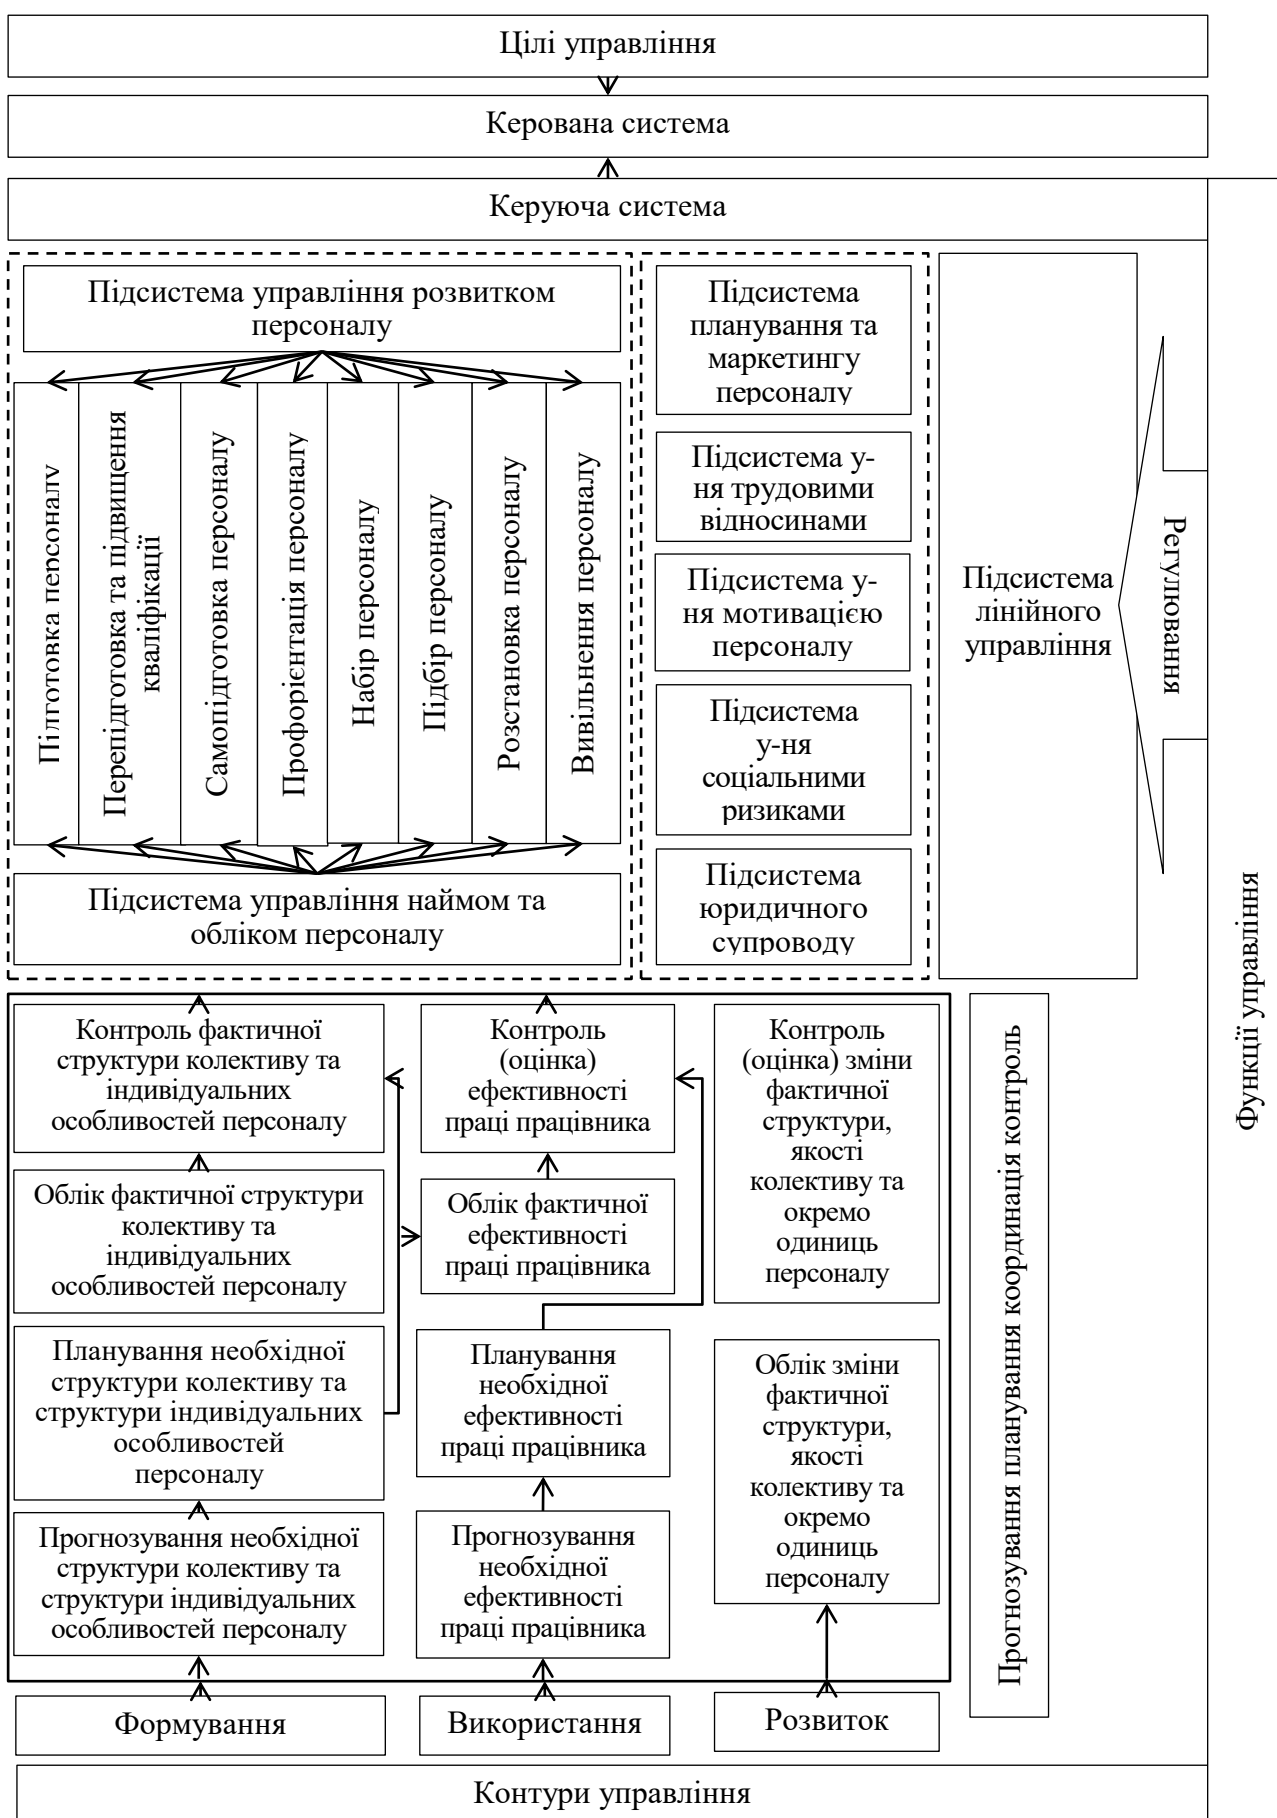 Цілі управління
Керована система
Керуюча система
Підсистема управління розвитком
персоналу
Підготовка персоналу
Перепідготовка та підвищення
кваліфікації
Самопідготовка персоналу
Профорієнтація персоналу
Набір персоналу
Підбір персоналу
Розстановка персоналу
Вивільнення персоналу
Підсистема управління наймом та
обліком персоналу
Підсистема
планування та
маркетингу
персоналу
Підсистема у-
ня трудовими
відносинами
Підсистема у-
ня мотивацією
персоналу
Підсистема
у-ня
соціальними
ризиками
Підсистема
юридичного
супроводу
Підсистема
лінійного
управління
Регулювання
Функції управління
Контроль фактичної
структури колективу та
індивідуальних
особливостей персоналу
Облік фактичної структури
колективу та
індивідуальних
особливостей персоналу
Планування необхідної
структури колективу та
структури індивідуальних
особливостей
персоналу
Прогнозування необхідної
структури колективу та
структури індивідуальних
особливостей персоналу
Контроль
(оцінка)
ефективності
праці працівника
Облік фактичної
ефективності
праці працівника
Планування
необхідної
ефективності
праці працівника
Прогнозування
необхідної
ефективності
праці працівника
Контроль
(оцінка) зміни
фактичної
структури,
якості
колективу та
окремо
одиниць
персоналу
Облік зміни
фактичної
структури,
якості
колективу та
окремо
одиниць
персоналу
Прогнозування планування координація контроль
Формування
Використання
Розвиток
Контури управління